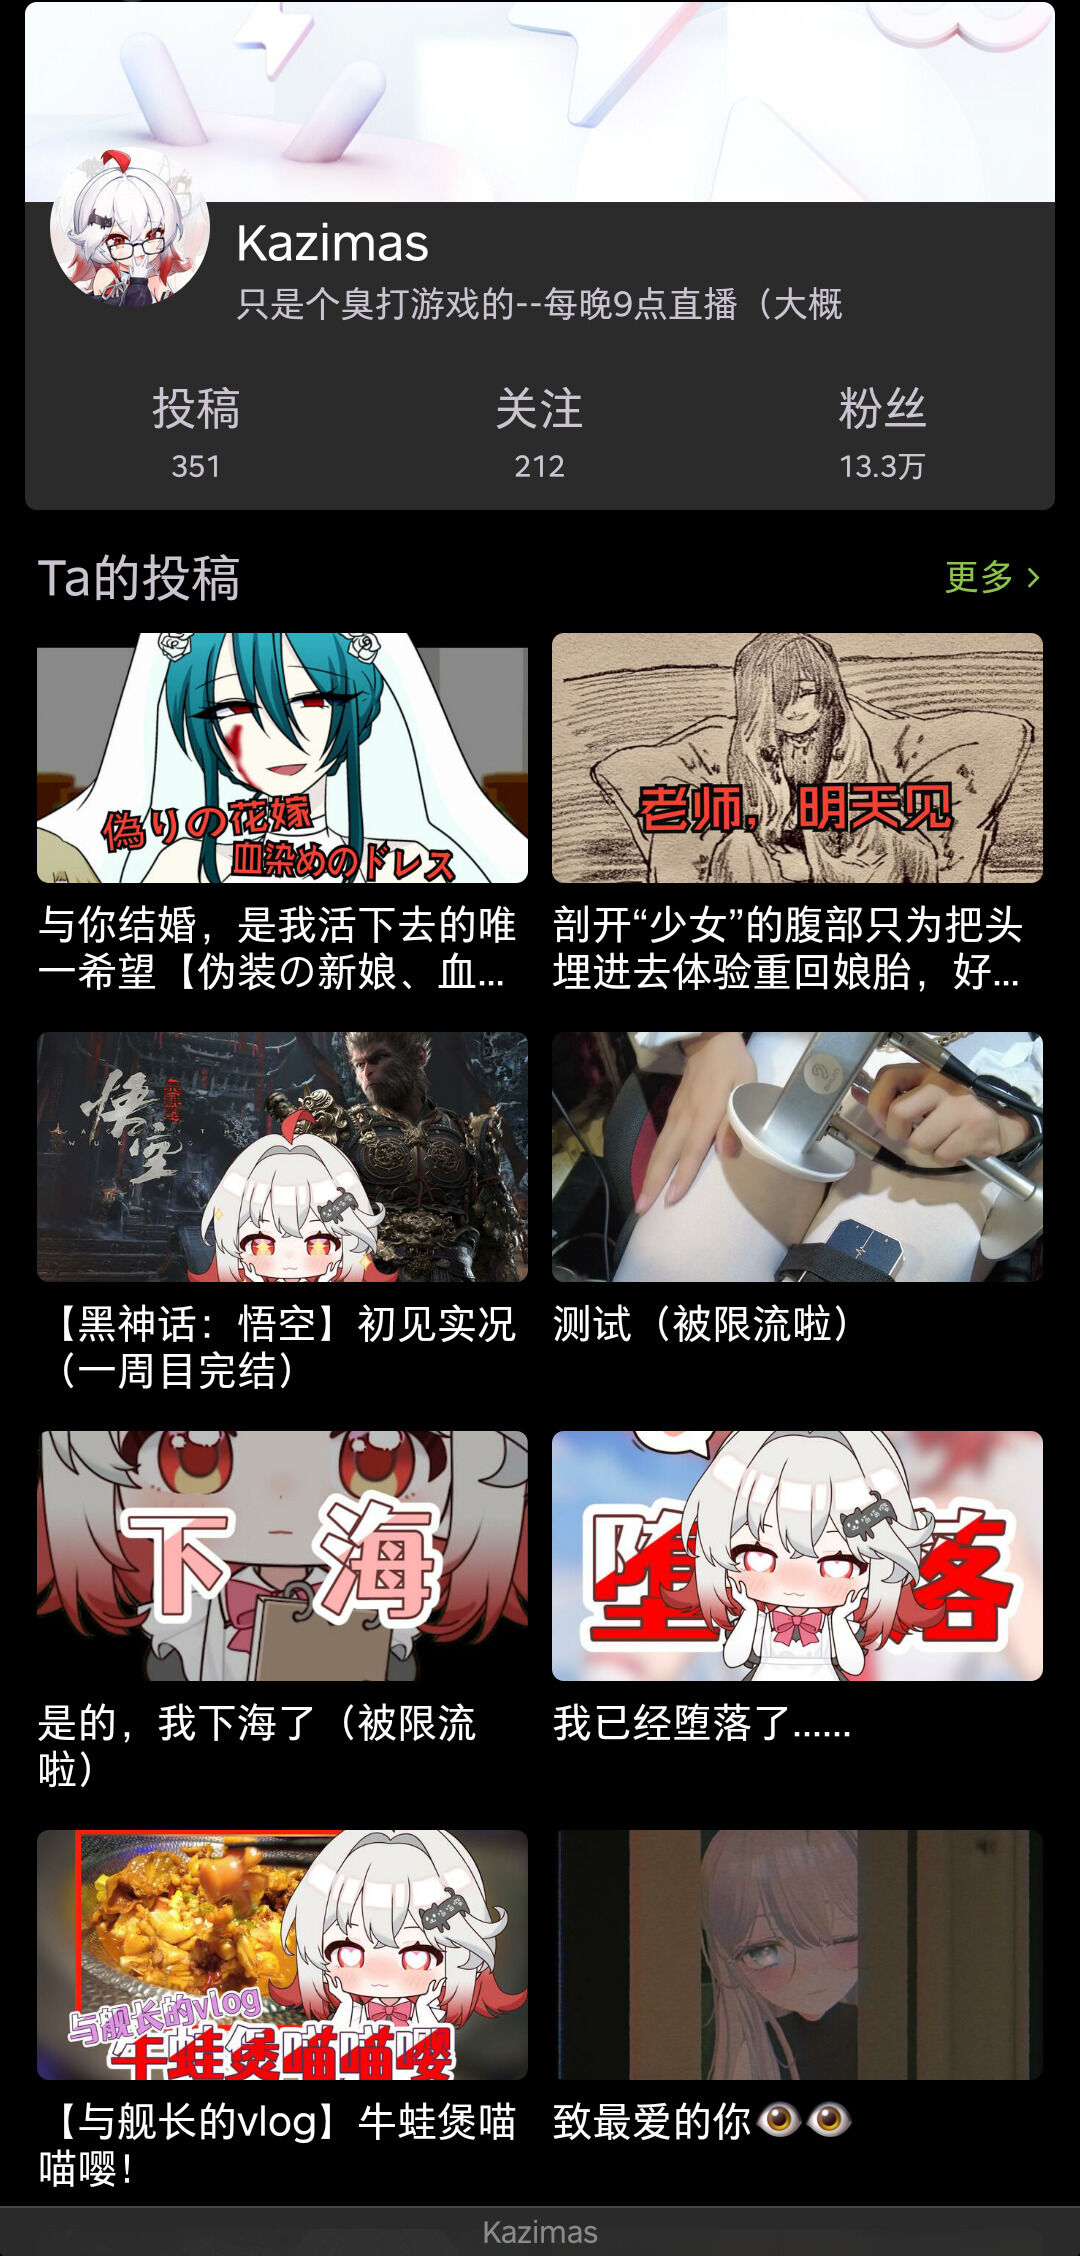 Kazimas
只是个臭打游戏的--每晚9点直播（大概
投稿
关注
粉丝
351
212
13.3万
Ta的投稿
更多
偽りの花嫁
血染めのドレス
老师，明天见
与你结婚，是我活下去的唯
一希望【伪装の新娘、血...
剖开“少女”的腹部只为把头
埋进去体验重回娘胎，好...
悟空
【黑神话：悟空】初见实况
（一周目完结）
测试（被限流啦）
下海
堕落
是的，我下海了（被限流
啦）
我已经堕落了……
与舰长的vlog
牛蛙煲喵喵嘤
【与舰长的vlog】牛蛙煲喵
喵嘤！
致最爱的你👁👁
Kazimas